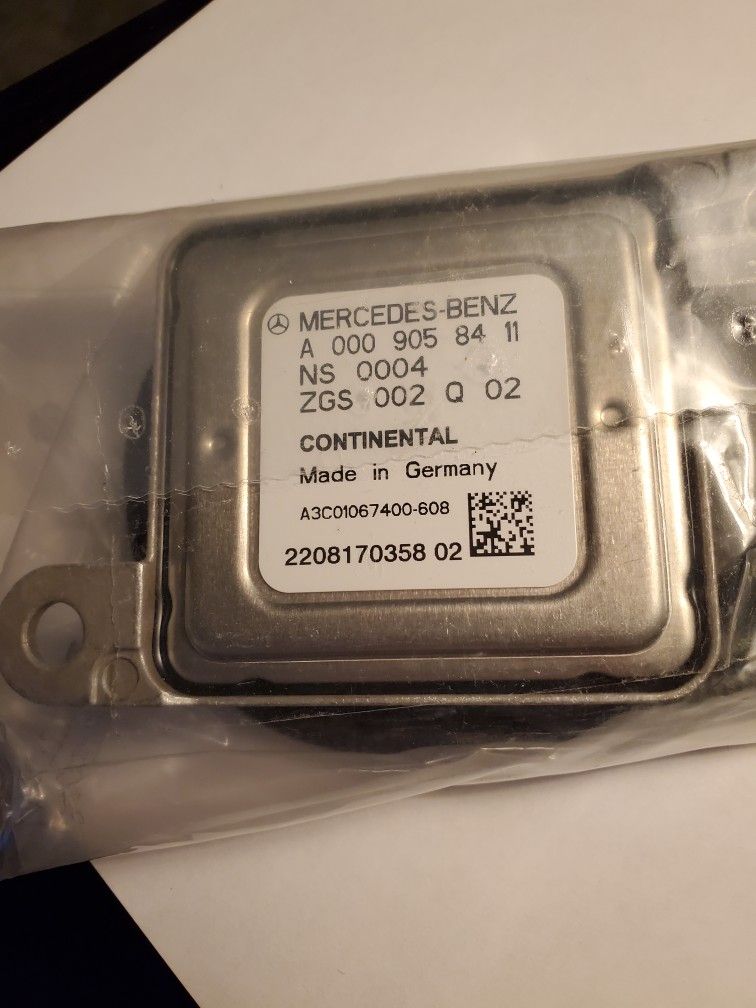 MERCEDES-BENZ
A 000 905 84 11
NS 0004
ZGS 002 Q 02
CONTINENTAL
Made in Germany
A3C01067400-608
2208170358 02